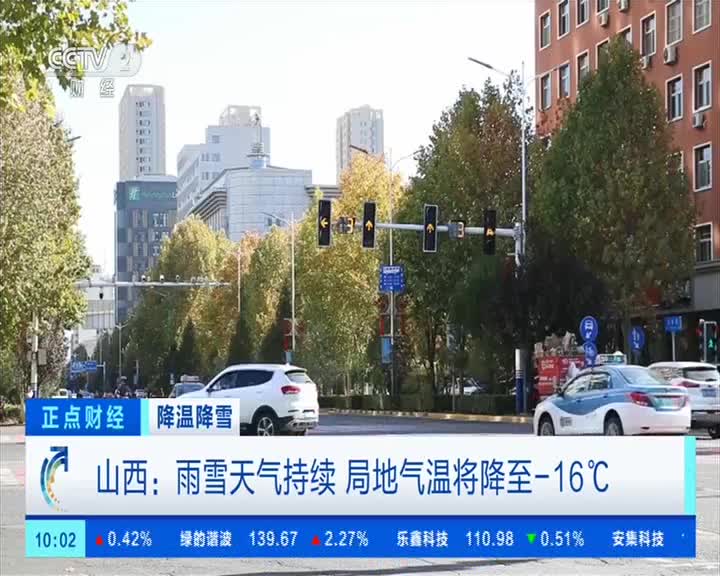 CCTV 2
财经
正点财经
降温降雪
山西：雨雪天气持续 局地气温将降至-16℃
10:02 ▲0.42% 绿的谐波 139.67 ▲2.27% 乐鑫科技 110.98 ▼0.51% 安集科技